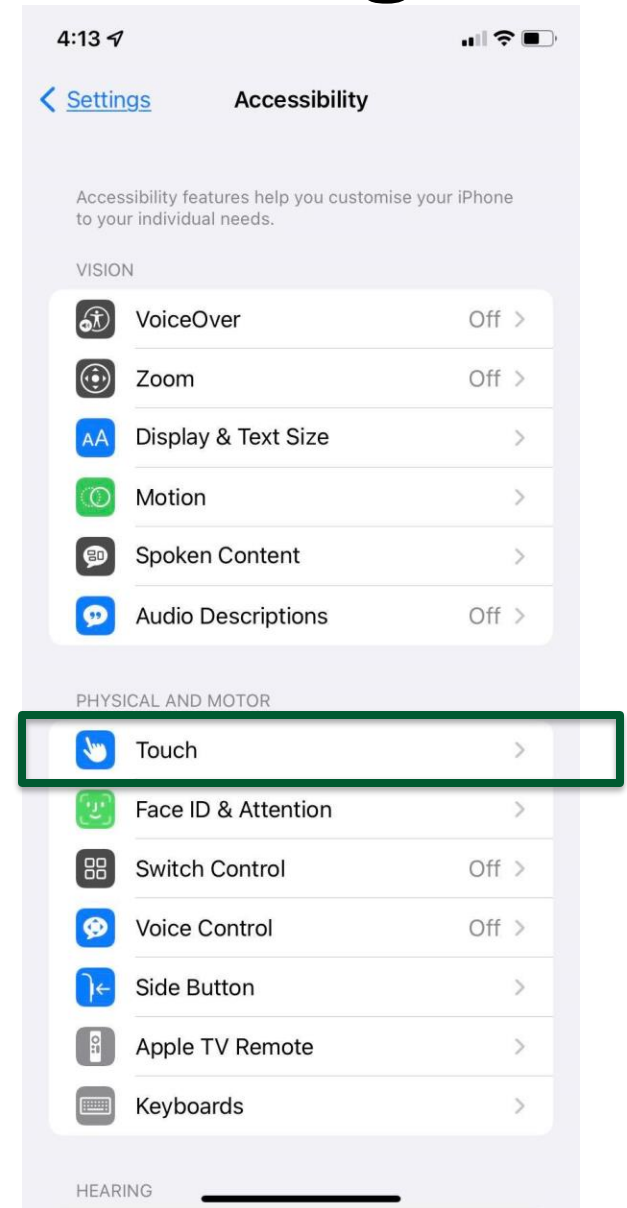 4:13
Settings Accessibility
Accessibility features help you customise your iPhone
to your individual needs.
VISION
VoiceOver Off
Zoom Off
AA Display & Text Size
Motion
Spoken Content
Audio Descriptions Off
PHYSICAL AND MOTOR
Touch
Face ID & Attention
Switch Control Off
Voice Control Off
Side Button
Apple TV Remote
Keyboards
HEARING